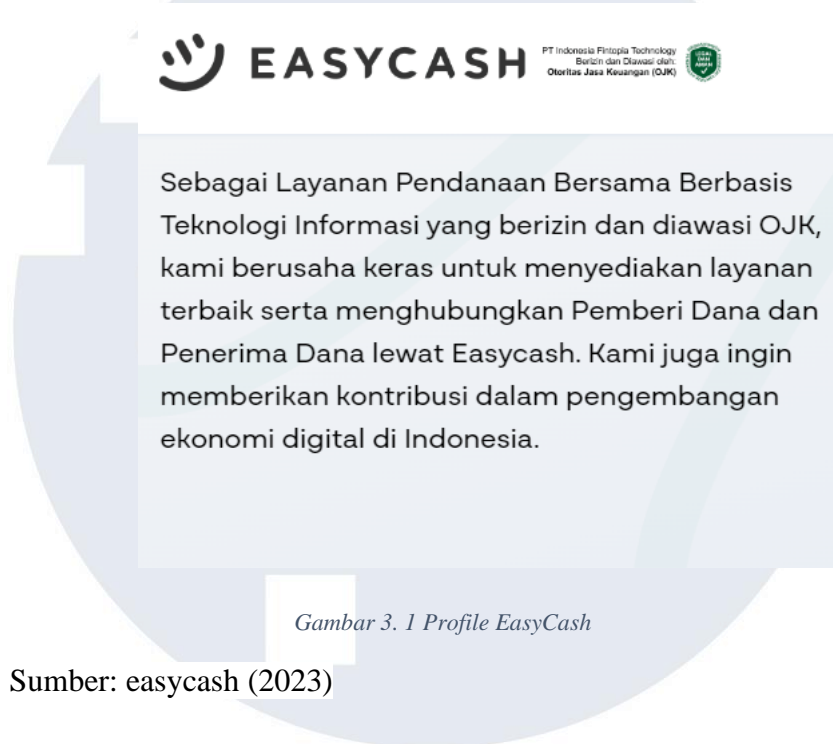 EASYCASH
PT Indonesia Fintopia Technology
Berizin dan Diawasi oleh:
Otoritas Jasa Keuangan (OJK)
LEGAL
DAN
AMAN
Sebagai Layanan Pendanaan Bersama Berbasis
Teknologi Informasi yang berizin dan diawasi OJK,
kami berusaha keras untuk menyediakan layanan
terbaik serta menghubungkan Pemberi Dana dan
Penerima Dana lewat Easycash. Kami juga ingin
memberikan kontribusi dalam pengembangan
ekonomi digital di Indonesia.
Gambar 3. 1 Profile EasyCash
Sumber: easycash (2023)